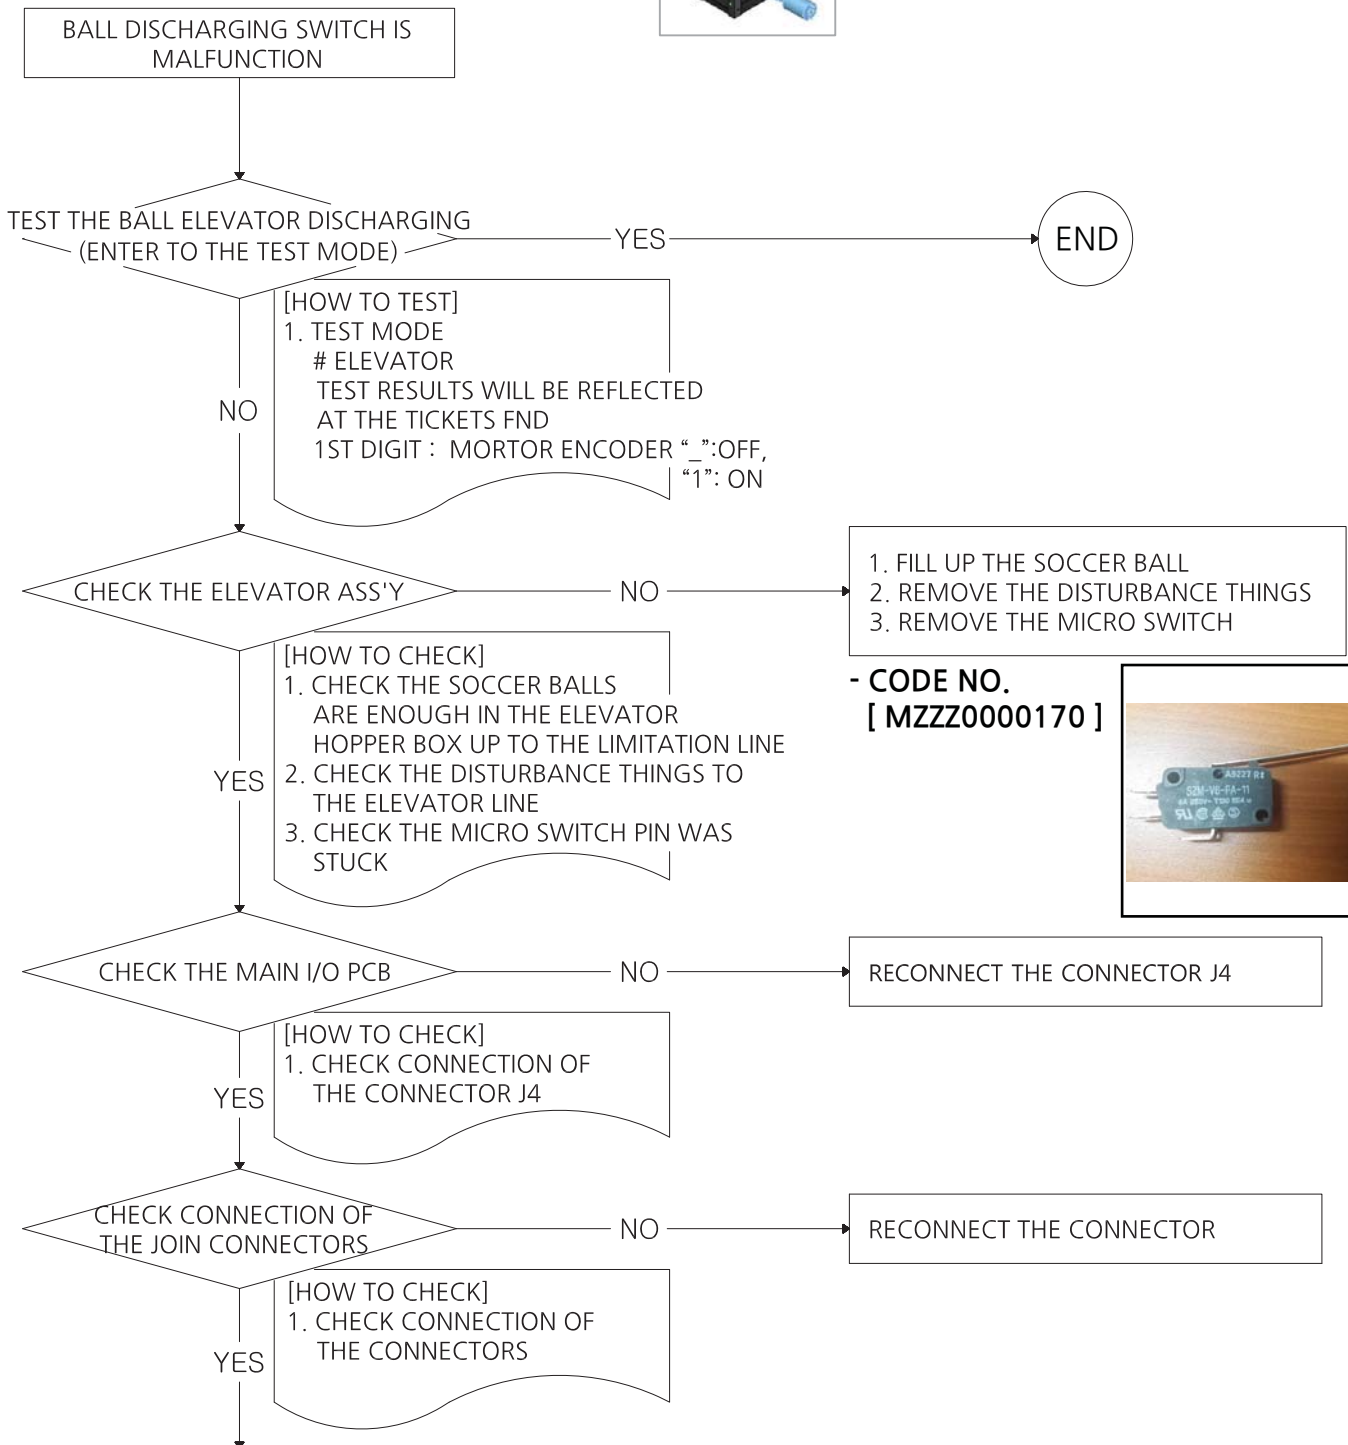 BALL DISCHARGING SWITCH IS
MALFUNCTION
TEST THE BALL ELEVATOR DISCHARGING
(ENTER TO THE TEST MODE)
YES
END
[HOW TO TEST]
1. TEST MODE
# ELEVATOR
TEST RESULTS WILL BE REFLECTED
AT THE TICKETS FND
1ST DIGIT : MORTOR ENCODER “_”:OFF,
“1”: ON
NO
CHECK THE ELEVATOR ASS'Y
NO
1. FILL UP THE SOCCER BALL
2. REMOVE THE DISTURBANCE THINGS
3. REMOVE THE MICRO SWITCH
[HOW TO CHECK]
1. CHECK THE SOCCER BALLS
ARE ENOUGH IN THE ELEVATOR
HOPPER BOX UP TO THE LIMITATION LINE
2. CHECK THE DISTURBANCE THINGS TO
THE ELEVATOR LINE
3. CHECK THE MICRO SWITCH PIN WAS
STUCK
YES
- CODE NO.
[ MZZZ0000170 ]
CHECK THE MAIN I/O PCB
NO
RECONNECT THE CONNECTOR J4
[HOW TO CHECK]
1. CHECK CONNECTION OF
THE CONNECTOR J4
YES
CHECK CONNECTION OF
THE JOIN CONNECTORS
NO
RECONNECT THE CONNECTOR
[HOW TO CHECK]
1. CHECK CONNECTION OF
THE CONNECTORS
YES